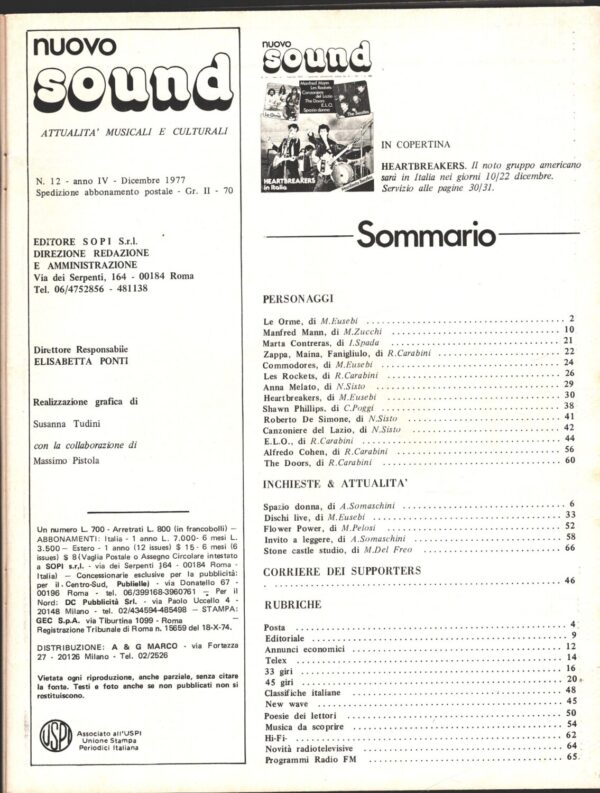 nuovo
sound
ATTUALITA' MUSICALI E CULTURALI
N. 12 - anno IV - Dicembre 1977
Spedizione abbonamento postale - Gr. II - 70
EDITORE S O P I S.r.l.
DIREZIONE REDAZIONE
E AMMINISTRAZIONE
Via dei Serpenti, 164 - 00184 Roma
Tel. 06/4752856 - 481138
Direttore Responsabile
ELISABETTA PONTI
Realizzazione grafica di
Susanna Tudini
con la collaborazione di
Massimo Pistola
Un numero L. 700 - Arretrati L. 800 (in francobolli) —
ABBONAMENTI: Italia - 1 anno L. 7.000- 6 mesi L.
3.500— Estero - 1 anno (12 issues) $ 15 - 6 mesi (6
issues) $ 8 (Vaglia Postale o Assegno Circolare intestato
a SOPI s.r.l. - via dei Serpenti 164 - 00184 Roma -
Italia) — Concessionarie esclusive per la pubblicità:
per il Centro-Sud, Publielle) - via Donatello 67 -
00196 Roma - tel. 06/399168-3960761 — Per il
Nord: DC Pubblicità Srl. - via Paolo Uccello 4 -
20148 Milano - tel. 02/434594-485498 — STAMPA:
GEC S.p.A. via Tiburtina 1099 - Roma —
Registrazione Tribunale di Roma n. 15659 del 18-X-74.
DISTRIBUZIONE: A & G MARCO - via Fortezza
27 - 20126 Milano - Tel. 02/2526
Vietata ogni riproduzione, anche parziale, senza citare
la fonte. Testi e foto anche se non pubblicati non si
restituiscono.
USPI
Associato all'USPI
Unione Stampa
Periodici Italiana
nuovo
sound
Manfred Mann
Les Rockets
Canzoniere
del Lazio
The Doors
E.L.O.
Spazio donna
Le Orme
HEARTBREAKERS
in Italia
IN COPERTINA
HEARTBREAKERS. Il noto gruppo americano
sarà in Italia nei giorni 10/22 dicembre.
Servizio alle pagine 30/31.
Sommario
PERSONAGGI
Le Orme, di M.Eusebi 2
Manfred Mann, di M.Zucchi 10
Marta Contreras, di I.Spada 21
Zappa, Maina, Fanigliulo, di R.Carabini 22
Commodores, di M.Eusebi 24
Les Rockets, di R.Carabini 26
Anna Melato, di N.Sisto 29
Heartbreakers, di M.Eusebi 30
Shawn Phillips, di C.Poggi 38
Roberto De Simone, di N.Sisto 41
Canzoniere del Lazio, di N.Sisto 42
E.L.O., di R.Carabini 44
Alfredo Cohen, di R.Carabini 56
The Doors, di R.Carabini 60
INCHIESTE & ATTUALITA'
Spazio donna, di A.Somaschini 6
Dischi live, di M.Eusebi 33
Flower Power, di M.Pelosi 52
Invito a leggere, di A.Somaschini 58
Stone castle studio, di M.Del Freo 66
CORRIERE DEI SUPPORTERS
46
RUBRICHE
Posta 4
Editoriale 9
Annunci economici 12
Telex 14
33 giri 16
45 giri 20
Classifiche italiane 48
New wave 45
Poesie dei lettori 50
Musica da scoprire 54
Hi-Fi- 62
Novità radiotelevisive 64
Programmi Radio FM 65.